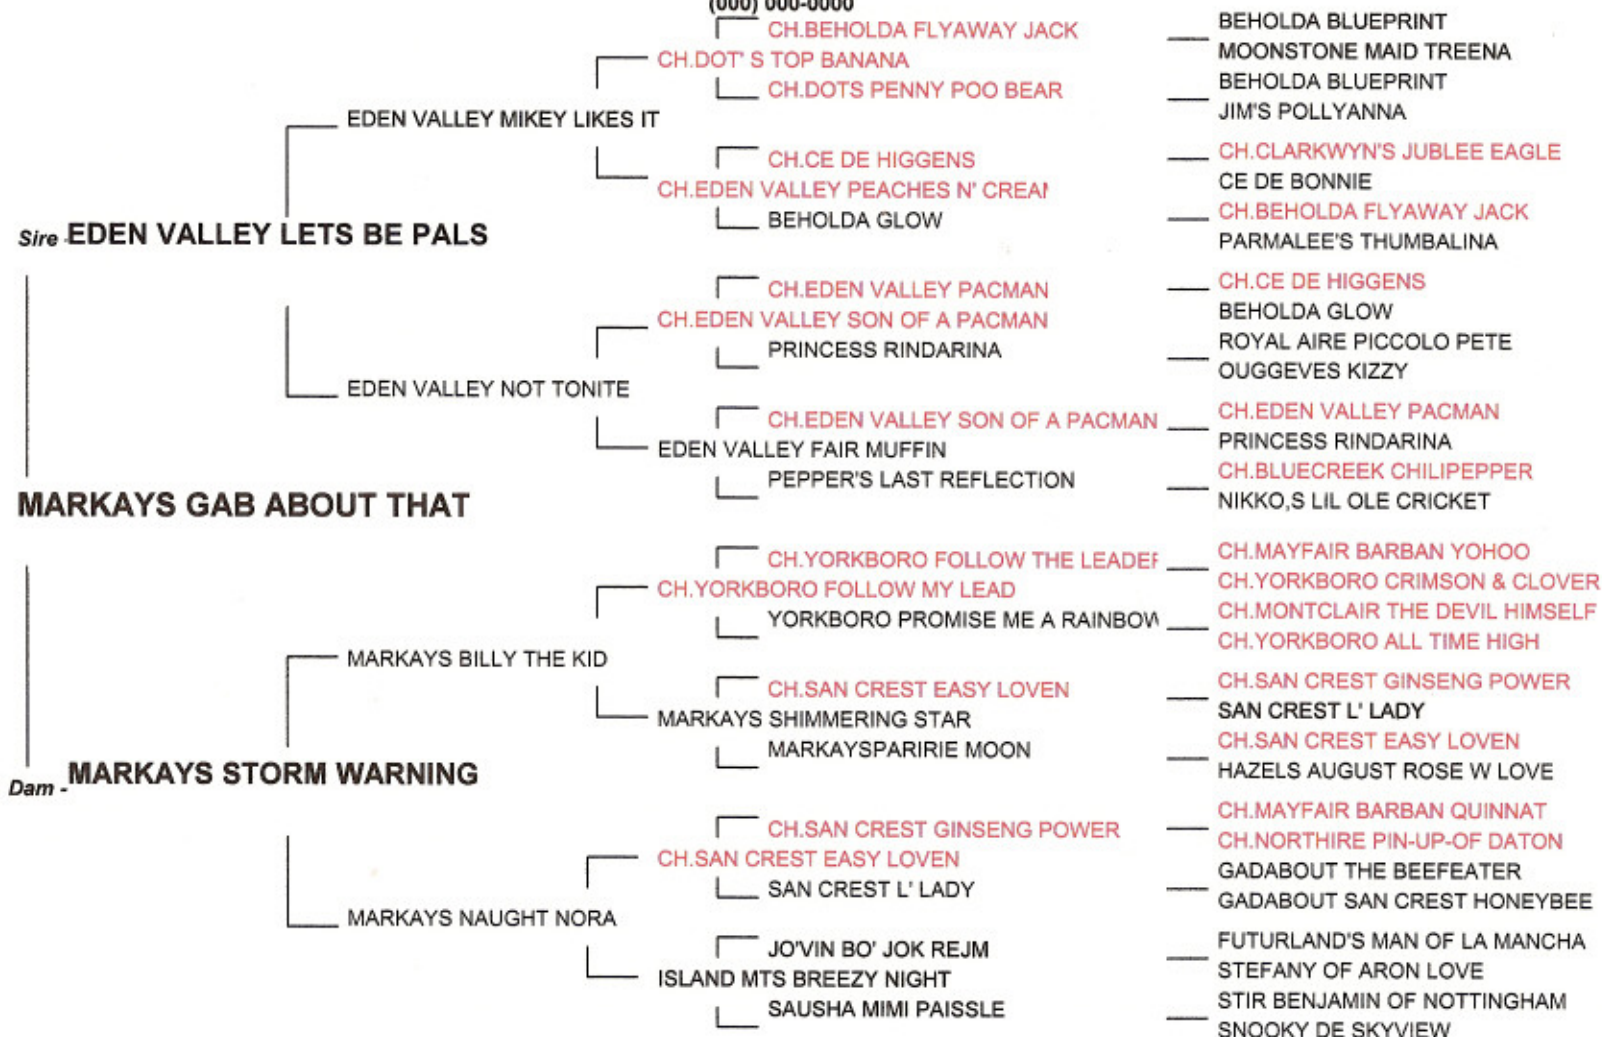 (000) 000-0000
CH.BEHOLDA FLYAWAY JACK
BEHOLDA BLUEPRINT
CH.DOT' S TOP BANANA
MOONSTONE MAID TREENA
CH.DOTS PENNY POO BEAR
BEHOLDA BLUEPRINT
EDEN VALLEY MIKEY LIKES IT
JIM'S POLLYANNA
CH.CE DE HIGGENS
CH.CLARKWYN'S JUBLEE EAGLE
CH.EDEN VALLEY PEACHES N' CREAM
CE DE BONNIE
BEHOLDA GLOW
CH.BEHOLDA FLYAWAY JACK
Sire - EDEN VALLEY LETS BE PALS
PARMALEE'S THUMBALINA
CH.EDEN VALLEY PACMAN
CH.CE DE HIGGENS
CH.EDEN VALLEY SON OF A PACMAN
BEHOLDA GLOW
PRINCESS RINDARINA
ROYAL AIRE PICCOLO PETE
OUGGEVES KIZZY
EDEN VALLEY NOT TONITE
CH.EDEN VALLEY SON OF A PACMAN
CH.EDEN VALLEY PACMAN
EDEN VALLEY FAIR MUFFIN
PRINCESS RINDARINA
PEPPER'S LAST REFLECTION
CH.BLUECREEK CHILIPEPPER
NIKKO,S LIL OLE CRICKET
MARKAYS GAB ABOUT THAT
CH.YORKBORO FOLLOW THE LEADER
CH.MAYFAIR BARBAN YOHOO
CH.YORKBORO FOLLOW MY LEAD
CH.YORKBORO CRIMSON & CLOVER
YORKBORO PROMISE ME A RAINBOW
CH.MONTCLAIR THE DEVIL HIMSELF
CH.YORKBORO ALL TIME HIGH
MARKAYS BILLY THE KID
CH.SAN CREST EASY LOVEN
CH.SAN CREST GINSENG POWER
MARKAYS SHIMMERING STAR
SAN CREST L' LADY
MARKAYSPARIRIE MOON
CH.SAN CREST EASY LOVEN
HAZELS AUGUST ROSE W LOVE
Dam - MARKAYS STORM WARNING
CH.SAN CREST GINSENG POWER
CH.MAYFAIR BARBAN QUINNAT
CH.SAN CREST EASY LOVEN
CH.NORTHIRE PIN-UP-OF DATON
SAN CREST L' LADY
GADABOUT THE BEEFEATER
GADABOUT SAN CREST HONEYBEE
MARKAYS NAUGHT NORA
JO'VIN BO' JOK REJM
FUTURLAND'S MAN OF LA MANCHA
ISLAND MTS BREEZY NIGHT
STEFANY OF ARON LOVE
SAUSHA MIMI PAISSLE
STIR BENJAMIN OF NOTTINGHAM
SNOOKY DE SKYVIEW